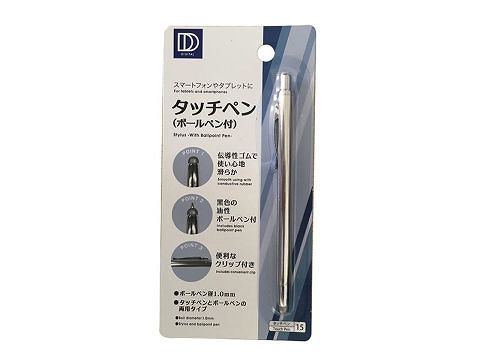 DD
DIGITAL
スマートフォンやタブレットに
For tablets and smartphones
タッチペン
(ボールペン付)
Stylus -With Ballpoint Pen-
POINT 1
伝導性ゴムで
使い心地
滑らか
Smooth using with
conductive rubber
POINT 2
黒色の
油性
ボールペン付
Includes black
ballpoint pen
POINT 3
便利な
クリップ付き
Includes convenient clip
●ボールペン径1.0mm
●タッチペンとボールペンの
両用タイプ
●Ball diameter:1.0mm
●Stylus and ballpoint pen
タッチペン
Touch Pen
15